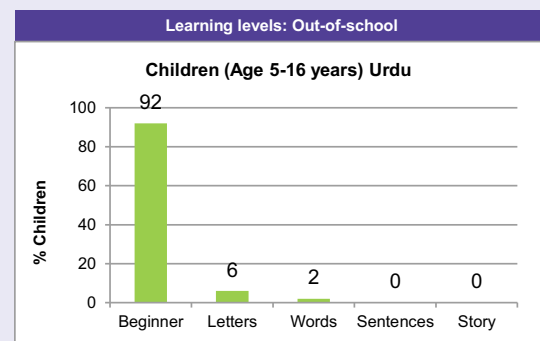 Learning levels: Out-of-school
Children (Age 5-16 years) Urdu
% Children
100
80
60
40
20
0
92
6
2
0
0
Beginner
Letters
Words
Sentences
Story